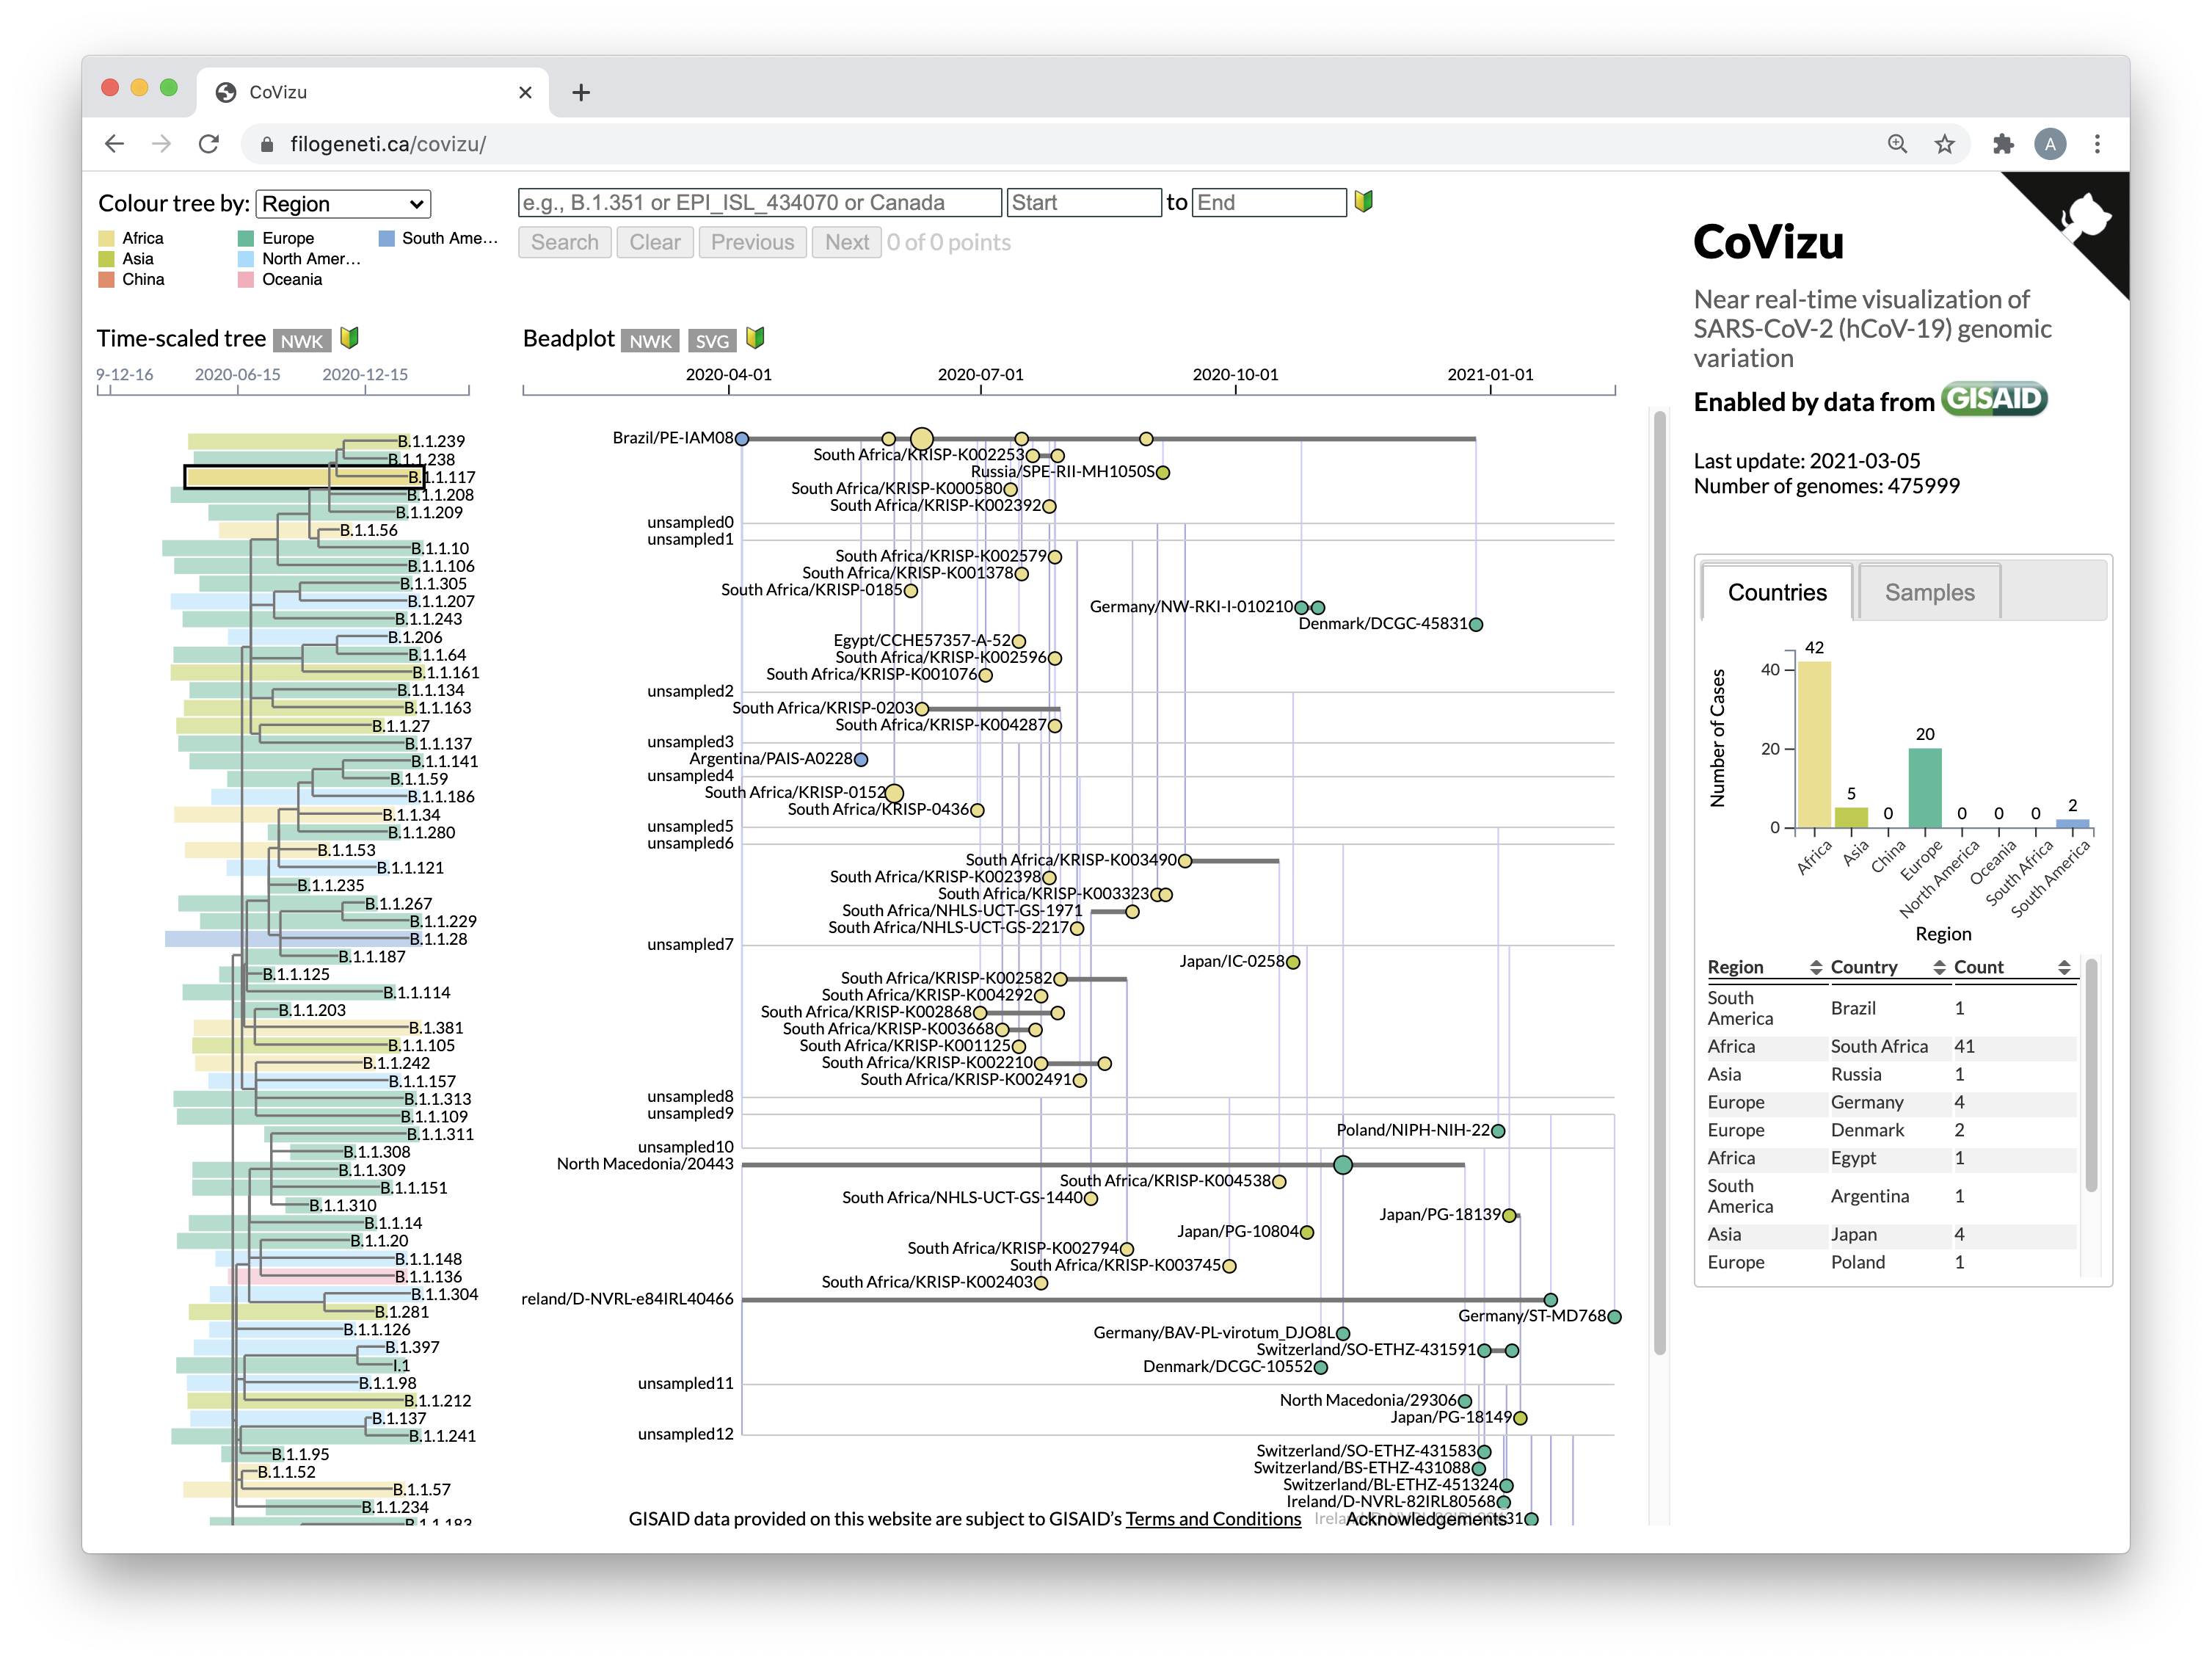 CoVizu
filogeneti.ca/covizu/
A
Colour tree by: Region
Africa
Asia
China
Europe
North Amer…
Oceania
South Ame…
e.g., B.1.351 or EPI_ISL_434070 or Canada
Start
to
End
Search
Clear
Previous
Next
0 of 0 points
Time-scaled tree NWK
9-12-16
2020-06-15
2020-12-15
B.1.1.239
B.1.1.238
B.1.1.117
B.1.1.208
B.1.1.209
B.1.1.56
B.1.1.10
B.1.1.106
B.1.1.305
B.1.1.207
B.1.1.243
B.1.206
B.1.1.64
B.1.1.161
B.1.1.134
B.1.1.163
B.1.1.27
B.1.1.137
B.1.1.141
B.1.1.59
B.1.1.186
B.1.1.34
B.1.1.280
B.1.1.53
B.1.1.121
B.1.1.235
B.1.1.267
B.1.1.229
B.1.1.28
B.1.1.187
B.1.1.125
B.1.1.114
B.1.1.203
B.1.381
B.1.1.105
B.1.1.242
B.1.1.157
B.1.1.313
B.1.1.109
B.1.1.311
B.1.1.308
B.1.1.309
B.1.1.151
B.1.1.310
B.1.1.14
B.1.1.20
B.1.1.148
B.1.1.136
B.1.1.304
B.1.281
B.1.1.126
B.1.397
I.1
B.1.1.98
B.1.1.212
B.1.137
B.1.1.241
B.1.1.95
B.1.1.52
B.1.1.57
B.1.1.234
B.1.1.183
Beadplot NWK SVG
2020-04-01
2020-07-01
2020-10-01
2021-01-01
Brazil/PE-IAM08
South Africa/KRISP-K002253
Russia/SPE-RII-MH1050S
South Africa/KRISP-K000580
South Africa/KRISP-K002392
unsampled0
unsampled1
South Africa/KRISP-K002579
South Africa/KRISP-K001378
South Africa/KRISP-0185
Germany/NW-RKI-I-010210
Denmark/DCGC-45831
Egypt/CCHE57357-A-52
South Africa/KRISP-K002596
South Africa/KRISP-K001076
unsampled2
South Africa/KRISP-0203
South Africa/KRISP-K004287
unsampled3
Argentina/PAIS-A0228
unsampled4
South Africa/KRISP-0152
South Africa/KRISP-0436
unsampled5
unsampled6
South Africa/KRISP-K003490
South Africa/KRISP-K002398
South Africa/KRISP-K003323
South Africa/NHLS-UCT-GS-1971
South Africa/NHLS-UCT-GS-2217
unsampled7
Japan/IC-0258
South Africa/KRISP-K002582
South Africa/KRISP-K004292
South Africa/KRISP-K002868
South Africa/KRISP-K003668
South Africa/KRISP-K001125
South Africa/KRISP-K002210
South Africa/KRISP-K002491
unsampled8
unsampled9
Poland/NIPH-NIH-22
unsampled10
North Macedonia/20443
South Africa/KRISP-K004538
South Africa/NHLS-UCT-GS-1440
Japan/PG-18139
Japan/PG-10804
South Africa/KRISP-K002794
South Africa/KRISP-K003745
South Africa/KRISP-K002403
reland/D-NVRL-e84IRL40466
Germany/ST-MD768
Germany/BAV-PL-virotum_DJO8L
Switzerland/SO-ETHZ-431591
Denmark/DCGC-10552
unsampled11
North Macedonia/29306
Japan/PG-18149
unsampled12
Switzerland/SO-ETHZ-431583
Switzerland/BS-ETHZ-431088
Switzerland/BL-ETHZ-451324
Ireland/D-NVRL-82IRL80568
GISAID data provided on this website are subject to GISAID's Terms and Conditions
Acknowledgements
CoVizu
Near real-time visualization of
SARS-CoV-2 (hCoV-19) genomic
variation
Enabled by data from GISAID
Last update: 2021-03-05
Number of genomes: 475999
Countries
Samples
Number of Cases
40
20
0
42
5
0
20
0
0
0
2
Africa
Asia
China
Europe
North America
Oceania
South Africa
South America
Region
Region Country Count
South America Brazil 1
Africa South Africa 41
Asia Russia 1
Europe Germany 4
Europe Denmark 2
Africa Egypt 1
South America Argentina 1
Asia Japan 4
Europe Poland 1